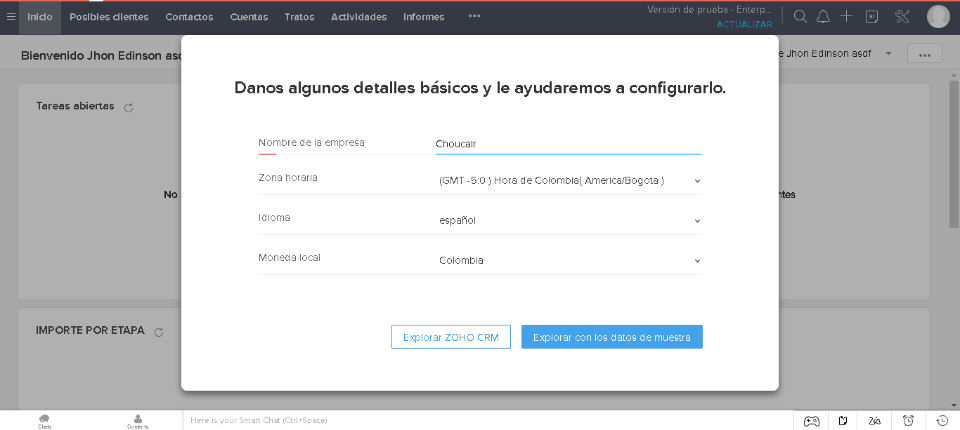 Inicio Posibles clientes Contactos Cuentas Tratos Actividades Informes ••• Versión de prueba - Enterp...
ACTUALIZAR
Bienvenido Jhon Edinson asd
e Jhon Edinson asdf
Tareas abiertas
Danos algunos detalles básicos y le ayudaremos a configurarlo.
Nombre de la empresa Choucair
Zona horaria (GMT -5:0 ) Hora de Colombia( America/Bogota )
No
ntes
Idioma español
Moneda local Colombia
IMPORTE POR ETAPA
Explorar ZOHO CRM Explorar con los datos de muestra
Chats Contacts Here is your Smart Chat (Ctrl+Space)